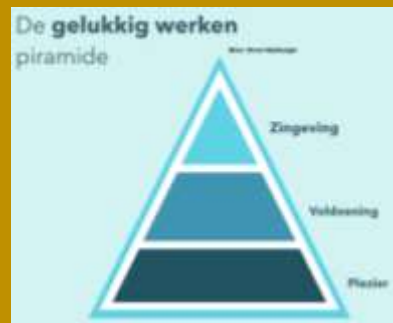 De gelukkig werken
piramide
Zingeving
Voldoening
Plezier